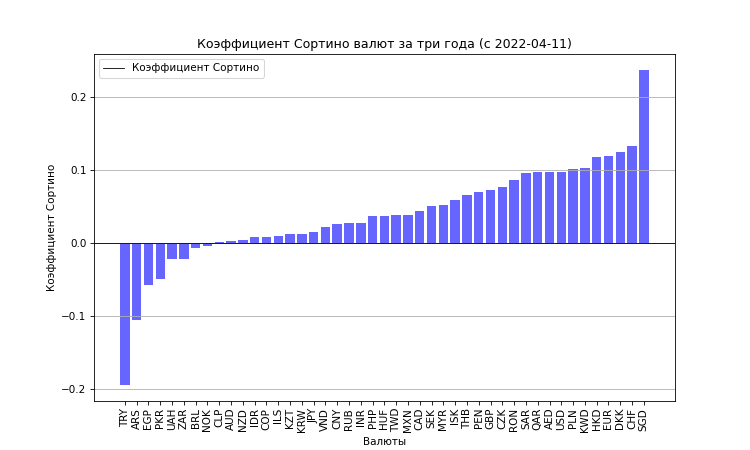 Коэффициент Сортино валют за три года (с 2022-04-11)
Коэффициент Сортино
0.2
0.1
0.0
−0.1
−0.2
Коэффициент Сортино
TRY
ARS
EGP
PKR
UAH
ZAR
BRL
NOK
CLP
AUD
NZD
IDR
COP
ILS
KZT
KRW
JPY
VND
CNY
RUB
INR
PHP
HUF
TWD
MXN
CAD
SEK
MYR
ISK
THB
PEN
GBP
CZK
RON
SAR
QAR
AED
USD
PLN
KWD
HKD
EUR
DKK
CHF
SGD
Валюты